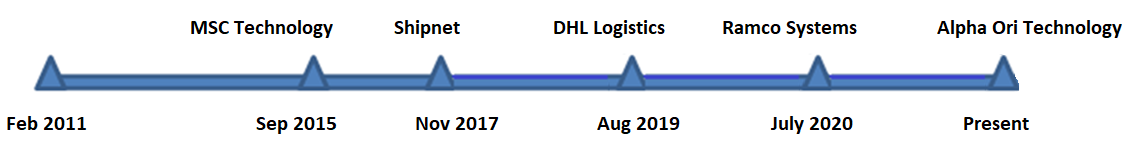 MSC Technology Shipnet DHL Logistics Ramco Systems Alpha Ori Technology
Feb 2011 Sep 2015 Nov 2017 Aug 2019 July 2020 Present